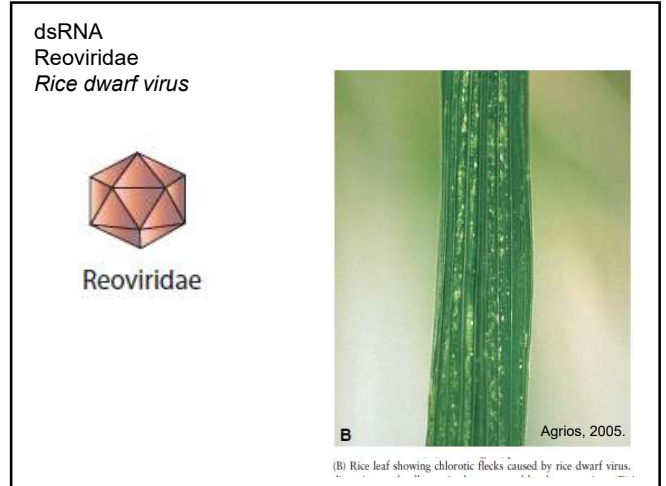 dsRNA
Reoviridae
Rice dwarf virus
Reoviridae
B
Agrios, 2005.
(B) Rice leaf showing chlorotic flecks caused by rice dwarf virus.